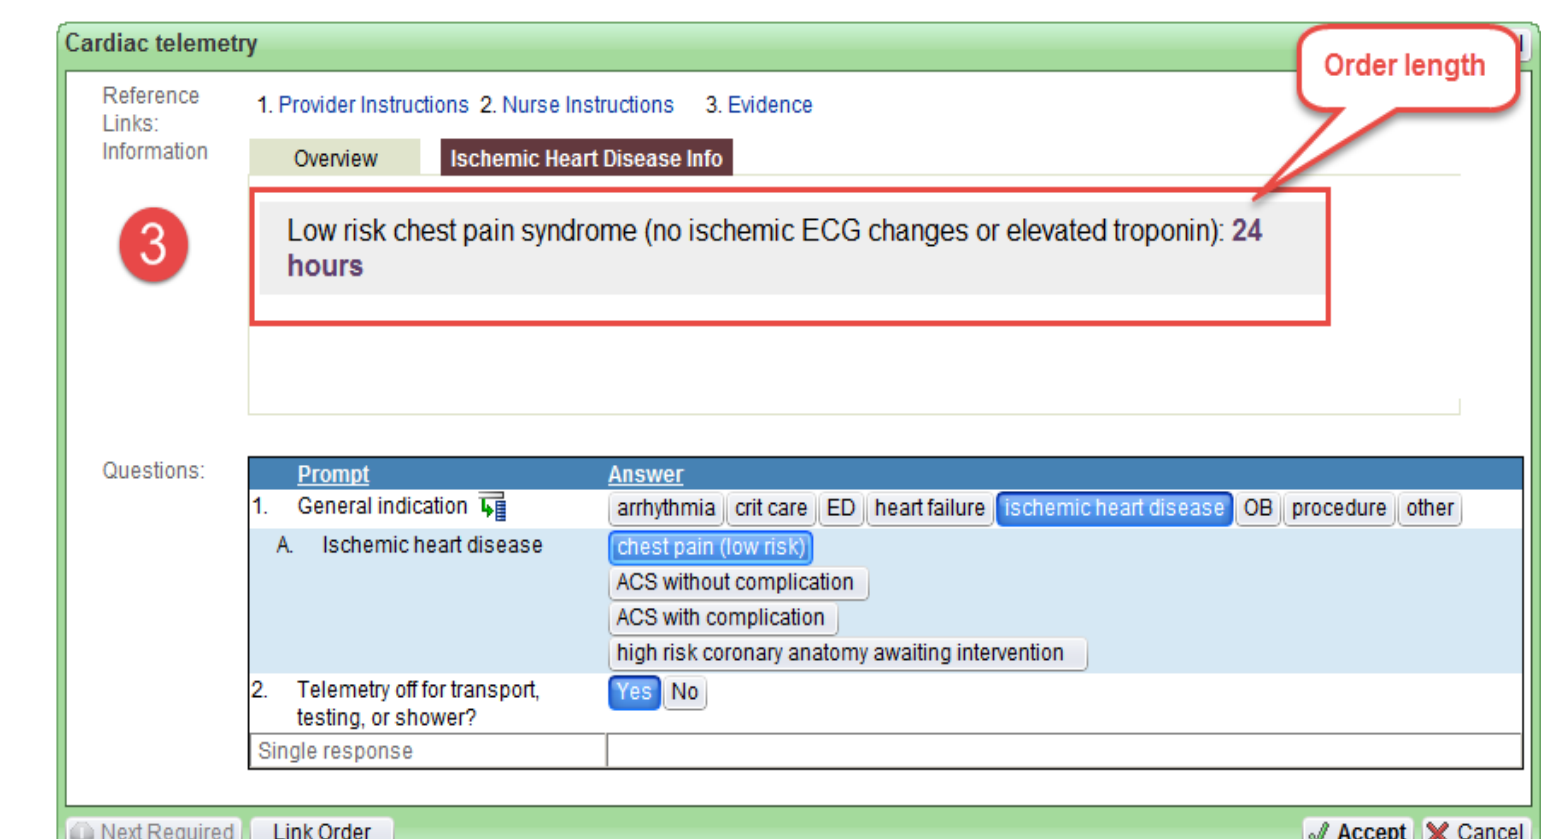 Cardiac telemetry
Order length
Reference Links:
1. Provider Instructions 2. Nurse Instructions 3. Evidence
Information
Overview
Ischemic Heart Disease Info
3
Low risk chest pain syndrome (no ischemic ECG changes or elevated troponin): 24
hours
Questions:
Prompt Answer
1. General indication arrhythmia crit care ED heart failure ischemic heart disease OB procedure other
A. Ischemic heart disease chest pain (low risk)
ACS without complication
ACS with complication
high risk coronary anatomy awaiting intervention
2. Telemetry off for transport, Yes No
testing, or shower?
Single response
Next Required Link Order Accept Cancel